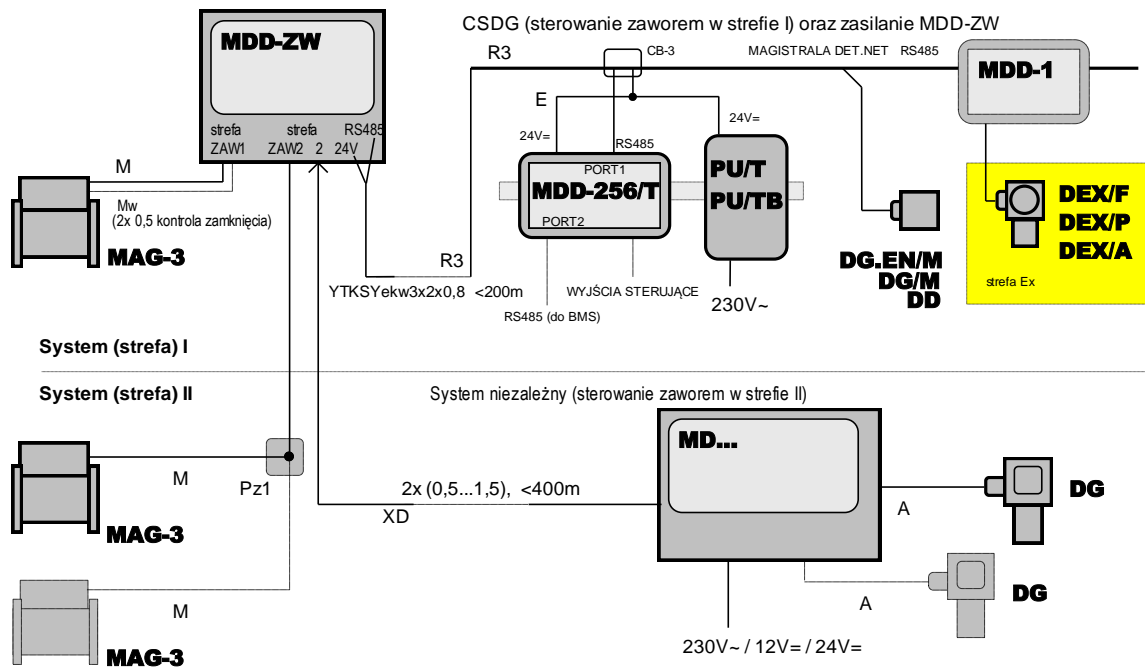 CSDG (sterowanie zaworem w strefie I) oraz zasilanie MDD-ZW
MDD-ZW
R3
CB-3
MAGISTRALA DET.NET RS485
MDD-1
E
24V=
24V=
RS485
strefa strefa RS485
ZAW1 ZAW2 2 24V
M
Mw
(2x 0,5 kontrola zamknięcia)
MAG-3
PORT1
MDD-256/T
PORT2
PU/T
PU/TB
DEX/F
DEX/P
DEX/A
strefa Ex
DG.EN/M
DG/M
DD
R3
YTKSYekw3x2x0,8 <200m
WYJŚCIA STERUJĄCE
230V~
RS485 (do BMS)
System (strefa) I
System (strefa) II
System niezależny (sterowanie zaworem w strefie II)
MD...
M
Pz1
MAG-3
2x (0,5...1,5), <400m
XD
A
DG
A
DG
M
MAG-3
230V~ / 12V= / 24V=